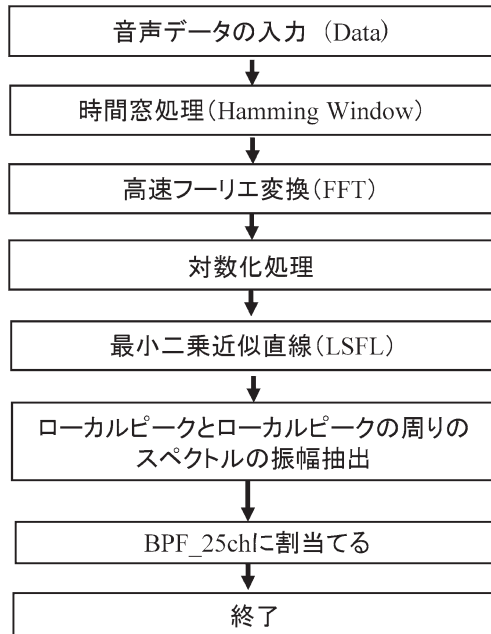 音声データの入力 (Data)
時間窓処理(Hamming Window)
高速フーリエ変換(FFT)
対数化処理
最小二乗近似直線(LSFL)
ローカルピークとローカルピークの周りの
スペクトルの振幅抽出
BPF_25chに割当てる
終了